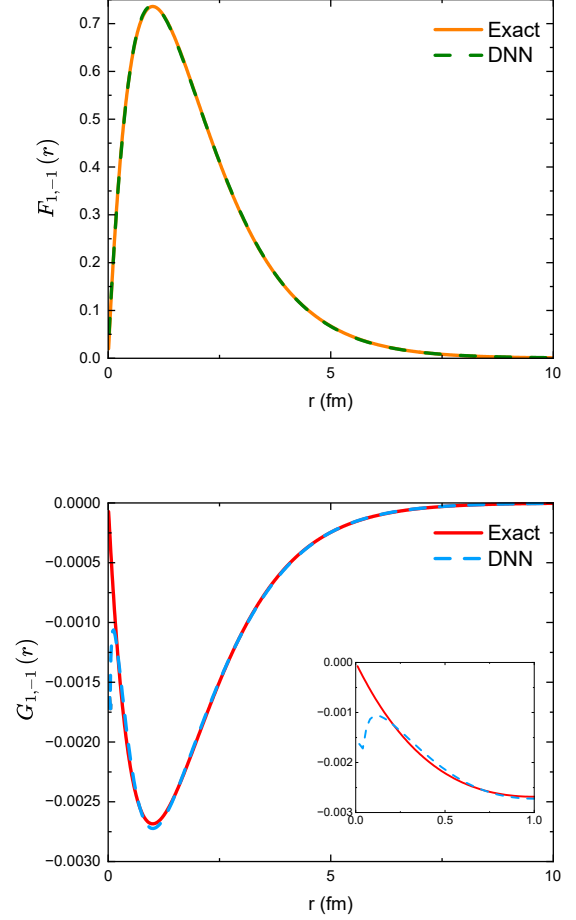 0.7
0.6
0.5
0.4
0.3
0.2
0.1
0.0
F₁,₋₁ (r)
Exact
DNN
0 5 10
r (fm)
0.0000
−0.0005
−0.0010
−0.0015
−0.0020
−0.0025
−0.0030
G₁,₋₁ (r)
Exact
DNN
0.000
−0.001
−0.002
−0.003
0.0 0.5 1.0
0 5 10
r (fm)